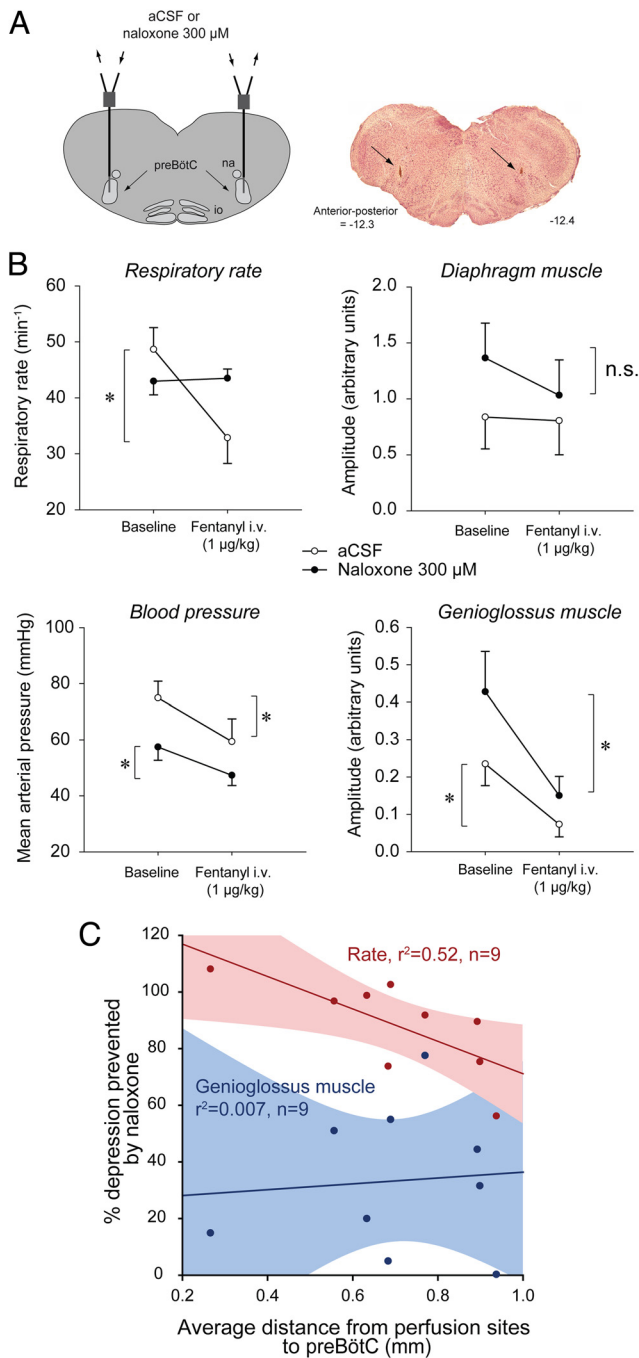 A
aCSF or
naloxone 300 µM
preBötC
na
io
Anterior-posterior
= -12.3
-12.4
B
Respiratory rate
Respiratory rate (min-1)
60
50
40
30
20
*
Baseline
Fentanyl i.v.
(1 µg/kg)
Diaphragm muscle
Amplitude (arbitrary units)
2.0
1.5
1.0
0.5
0.0
n.s.
Baseline
Fentanyl i.v.
(1 µg/kg)
aCSF
Naloxone 300 µM
Blood pressure
Mean arterial pressure (mmHg)
100
80
60
40
20
*
*
Baseline
Fentanyl i.v.
(1 µg/kg)
Genioglossus muscle
Amplitude (arbitrary units)
0.6
0.5
0.4
0.3
0.2
0.1
0.0
*
*
Baseline
Fentanyl i.v.
(1 µg/kg)
C
% depression prevented
by naloxone
120
100
80
60
40
20
0
Rate, r²=0.52, n=9
Genioglossus muscle
r²=0.007, n=9
0.2
0.4
0.6
0.8
1.0
Average distance from perfusion sites
to preBötC (mm)